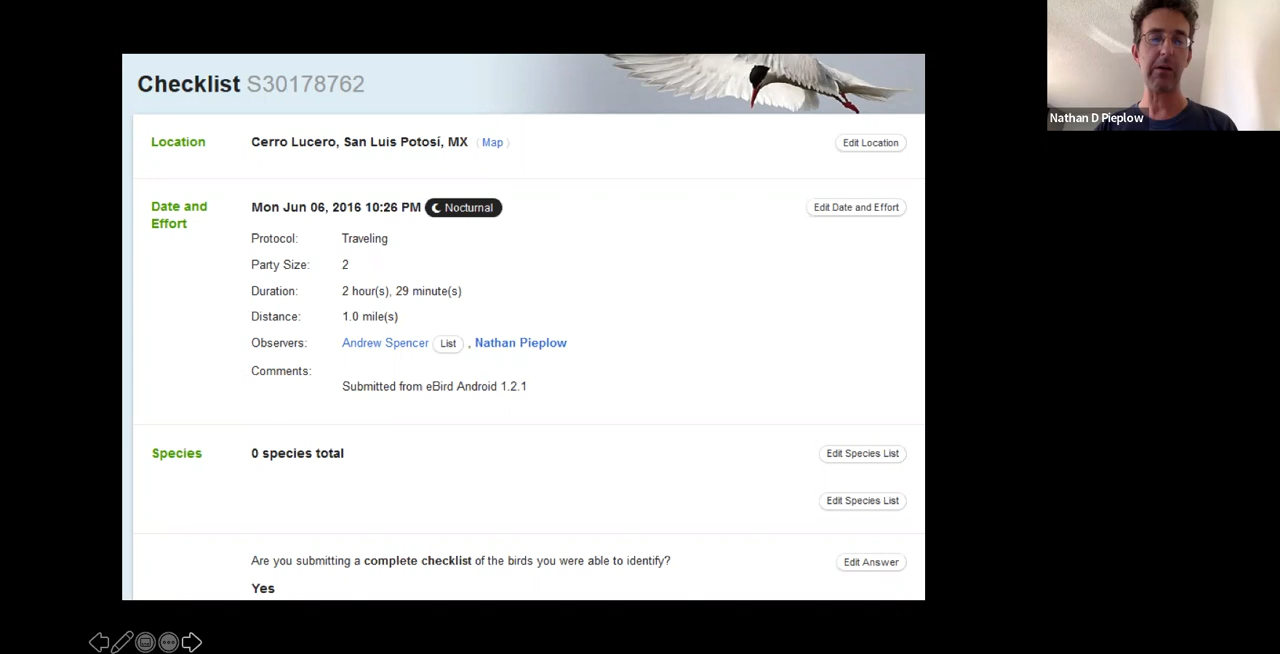 Checklist S30178762
Location
Cerro Lucero, San Luis Potosí, MX ( Map )
Edit Location
Date and
Effort
Mon Jun 06, 2016 10:26 PM Nocturnal
Edit Date and Effort
Protocol: Traveling
Party Size: 2
Duration: 2 hour(s), 29 minute(s)
Distance: 1.0 mile(s)
Observers: Andrew Spencer List , Nathan Pieplow
Comments:
Submitted from eBird Android 1.2.1
Species
0 species total
Edit Species List
Edit Species List
Are you submitting a complete checklist of the birds you were able to identify?
Edit Answer
Yes
Nathan D Pieplow